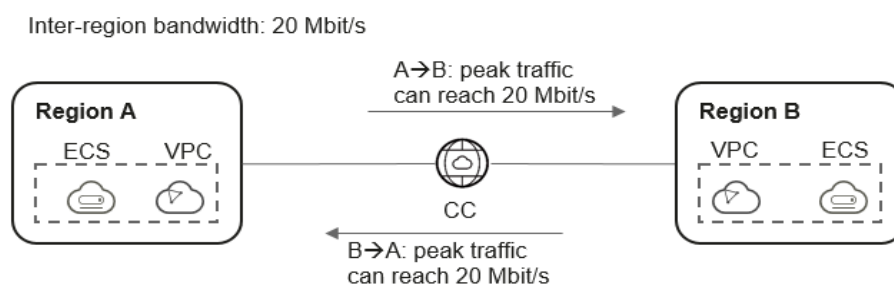 Inter-region bandwidth: 20 Mbit/s
A→B: peak traffic
can reach 20 Mbit/s
Region A
Region B
ECS VPC
VPC ECS
CC
B→A: peak traffic
can reach 20 Mbit/s